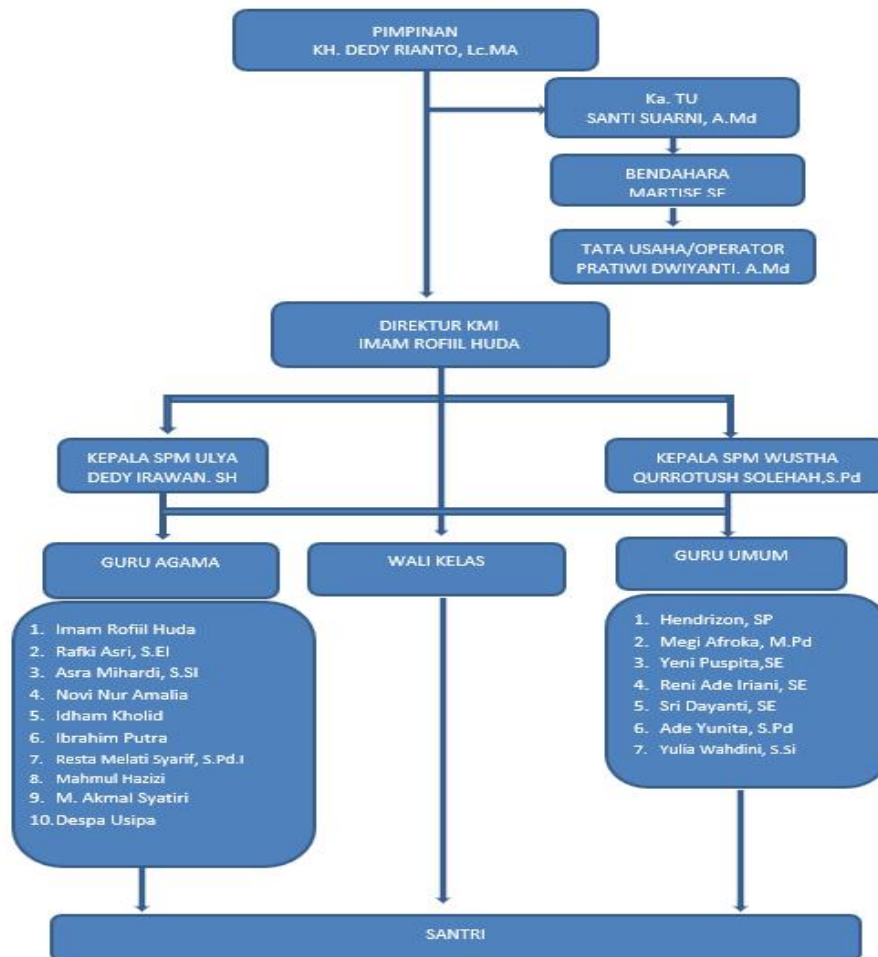 PIMPINAN
KH. DEDY RIANTO, Lc.MA
Ka. TU
SANTI SUARNI, A.Md
BENDAHARA
MARTISE SE
TATA USAHA/OPERATOR
PRATIWI DWIYANTI. A.Md
DIREKTUR KMI
IMAM ROFIIL HUDA
KEPALA SPM ULYA
DEDY IRAWAN. SH
KEPALA SPM WUSTHA
QURROTUSH SOLEHAH,S.Pd
GURU AGAMA
WALI KELAS
GURU UMUM
1. Imam Rofiil Huda
2. Rafki Asri, S.EI
3. Asra Mihardi, S.SI
4. Novi Nur Amalia
5. Idham Kholid
6. Ibrahim Putra
7. Resta Melati Syarif, S.Pd.I
8. Mahmul Hazizi
9. M. Akmal Syatiri
10. Despa Usipa
1. Hendrizon, SP
2. Megi Afroka, M.Pd
3. Yeni Puspita,SE
4. Reni Ade Iriani, SE
5. Sri Dayanti, SE
6. Ade Yunita, S.Pd
7. Yulia Wahdini, S.Si
SANTRI